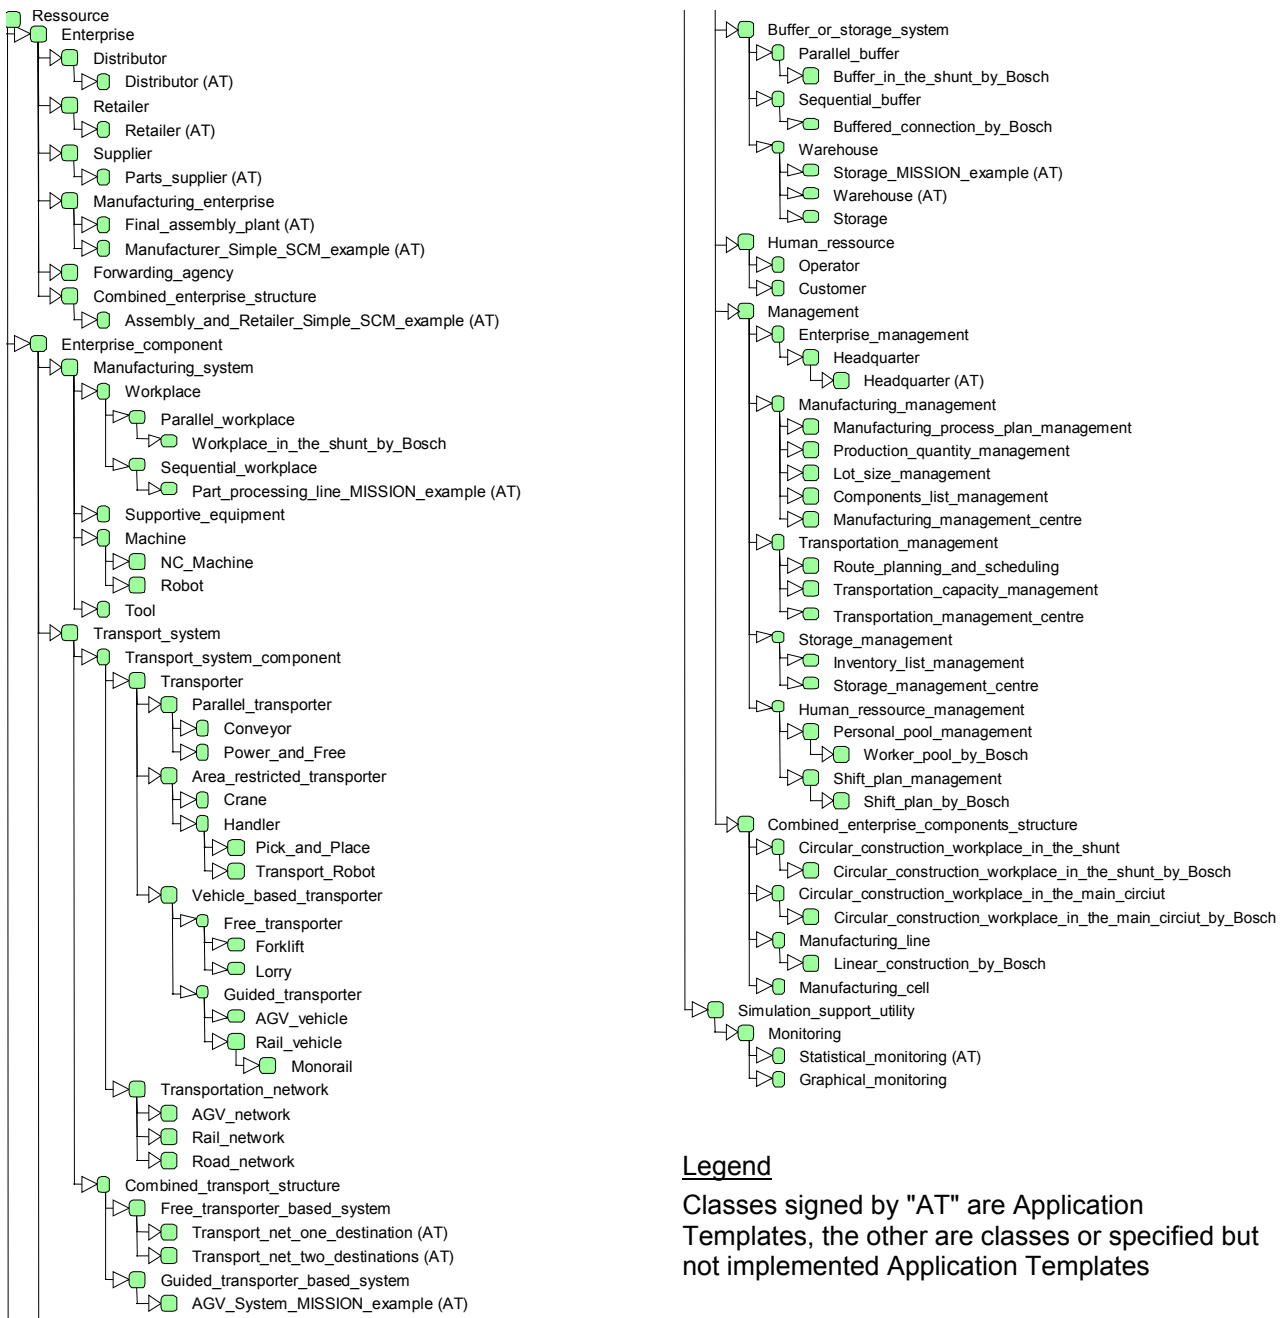 Ressource
Enterprise
Distributor
Distributor (AT)
Retailer
Retailer (AT)
Supplier
Parts_supplier (AT)
Manufacturing_enterprise
Final_assembly_plant (AT)
Manufacturer_Simple_SCM_example (AT)
Forwarding_agency
Combined_enterprise_structure
Assembly_and_Retailer_Simple_SCM_example (AT)
Enterprise_component
Manufacturing_system
Workplace
Parallel_workplace
Workplace_in_the_shunt_by_Bosch
Sequential_workplace
Part_processing_line_MISSION_example (AT)
Supportive_equipment
Machine
NC_Machine
Robot
Tool
Transport_system
Transport_system_component
Transporter
Parallel_transporter
Conveyor
Power_and_Free
Area_restricted_transporter
Crane
Handler
Pick_and_Place
Transport_Robot
Vehicle_based_transporter
Free_transporter
Forklift
Lorry
Guided_transporter
AGV_vehicle
Rail_vehicle
Monorail
Transportation_network
AGV_network
Rail_network
Road_network
Combined_transport_structure
Free_transporter_based_system
Transport_net_one_destination (AT)
Transport_net_two_destinations (AT)
Guided_transporter_based_system
AGV_System_MISSION_example (AT)
Buffer_or_storage_system
Parallel_buffer
Buffer_in_the_shunt_by_Bosch
Sequential_buffer
Buffered_connection_by_Bosch
Warehouse
Storage_MISSION_example (AT)
Warehouse (AT)
Storage
Human_ressource
Operator
Customer
Management
Enterprise_management
Headquarter
Headquarter (AT)
Manufacturing_management
Manufacturing_process_plan_management
Production_quantity_management
Lot_size_management
Components_list_management
Manufacturing_management_centre
Transportation_management
Route_planning_and_scheduling
Transportation_capacity_management
Transportation_management_centre
Storage_management
Inventory_list_management
Storage_management_centre
Human_ressource_management
Personal_pool_management
Worker_pool_by_Bosch
Shift_plan_management
Shift_plan_by_Bosch
Combined_enterprise_components_structure
Circular_construction_workplace_in_the_shunt
Circular_construction_workplace_in_the_shunt_by_Bosch
Circular_construction_workplace_in_the_main_circiut
Circular_construction_workplace_in_the_main_circiut_by_Bosch
Manufacturing_line
Linear_construction_by_Bosch
Manufacturing_cell
Simulation_support_utility
Monitoring
Statistical_monitoring (AT)
Graphical_monitoring
Legend
Classes signed by "AT" are Application
Templates, the other are classes or specified but
not implemented Application Templates